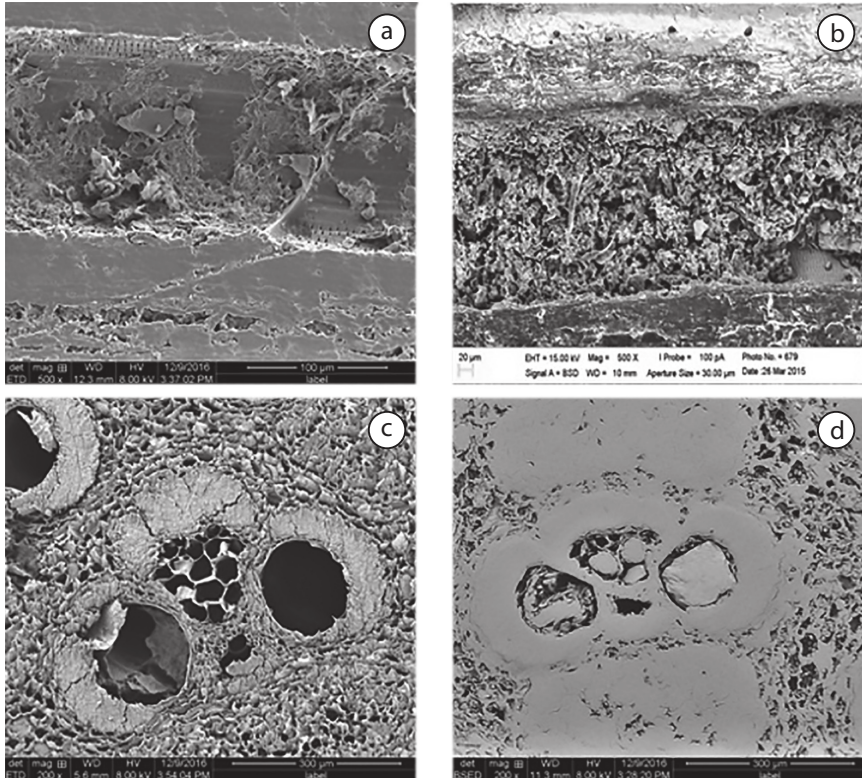 a
b
det mag WD HV 12/9/2016 100 µm
ETD 500 x 12.3 mm 8.00 kV 3:37:02 PM label
20 µm EHT = 15.00 kV Mag = 500 X I Probe = 100 pA Photo No. = 679
Signal A = BSD WD = 10 mm Aperture Size = 30.00 µm Date :26 Mar 2015
c
d
det mag WD HV 12/9/2016 300 µm
ETD 200 x 5.6 mm 8.00 kV 3:54:04 PM label
det mag WD HV 12/9/2016 300 µm
BSED 200 x 11.3 mm 8.00 kV 3:28:20 PM label